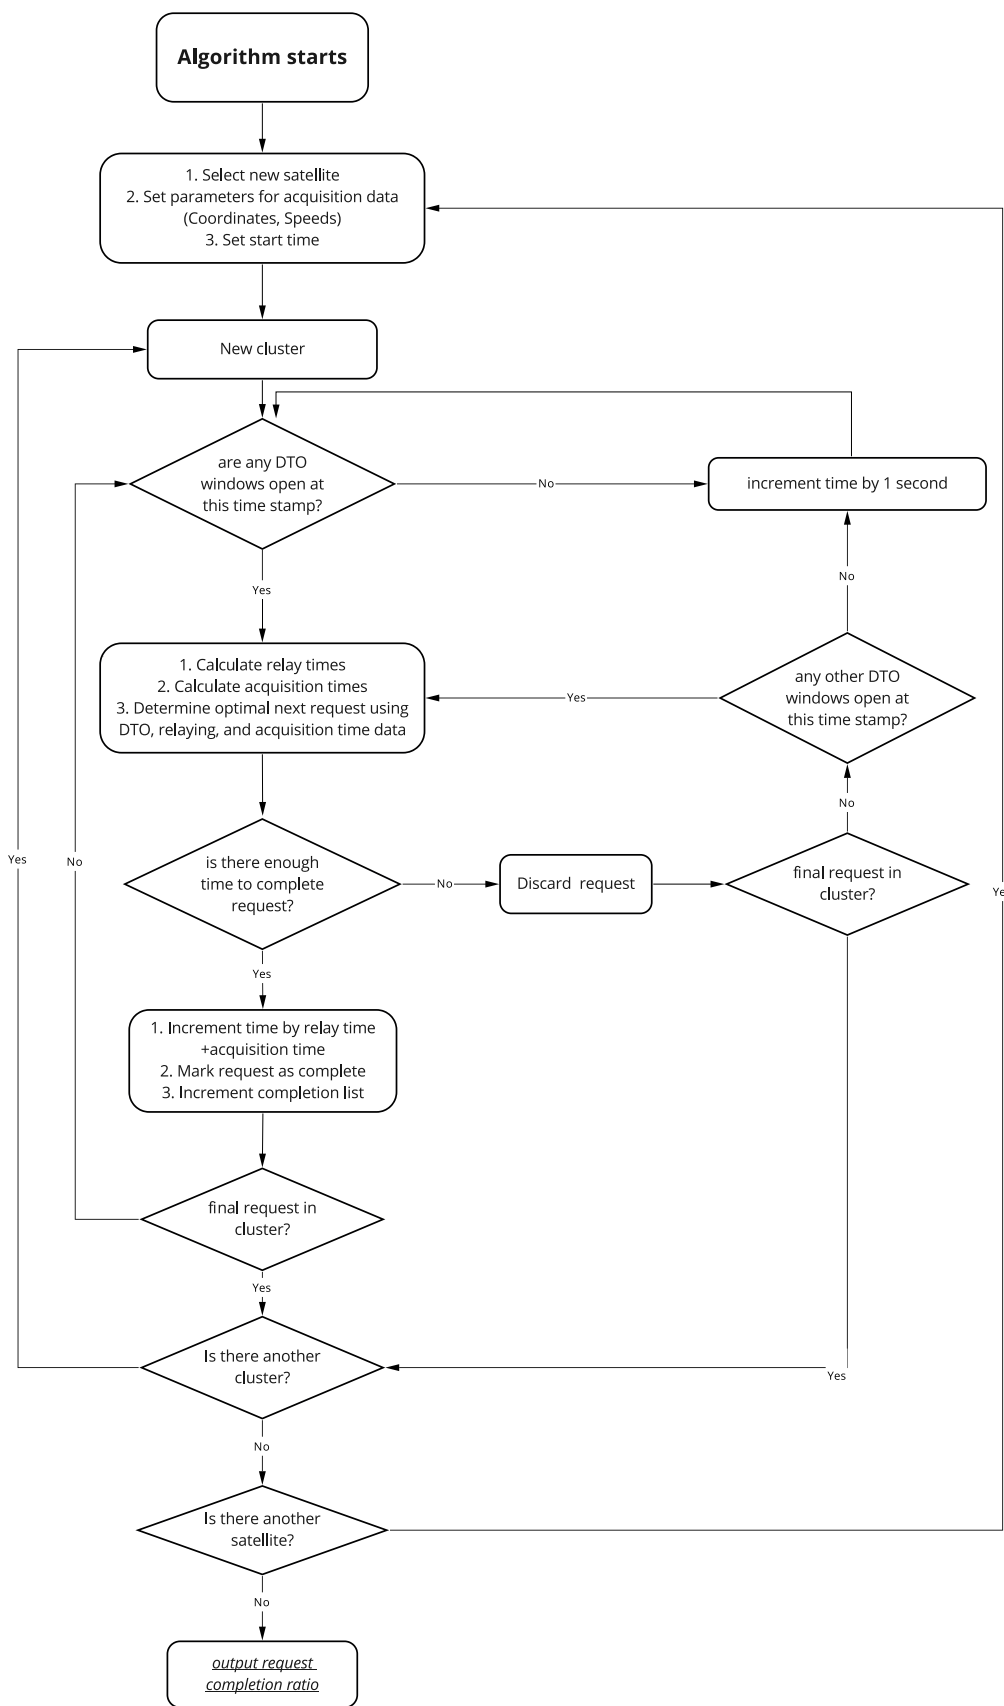 Algorithm starts
1. Select new satellite
2. Set parameters for acquisition data
(Coordinates, Speeds)
3. Set start time
New cluster
are any DTO
windows open at
this time stamp?
No
increment time by 1 second
Yes
No
1. Calculate relay times
2. Calculate acquisition times
3. Determine optimal next request using
DTO, relaying, and acquisition time data
Yes
any other DTO
windows open at
this time stamp?
No
Yes
No
is there enough
time to complete
request?
No
Discard request
final request in
cluster?
Ye
Yes
1. Increment time by relay time
+acquisition time
2. Mark request as complete
3. Increment completion list
final request in
cluster?
Yes
Is there another
cluster?
Yes
No
Is there another
satellite?
No
output request
completion ratio